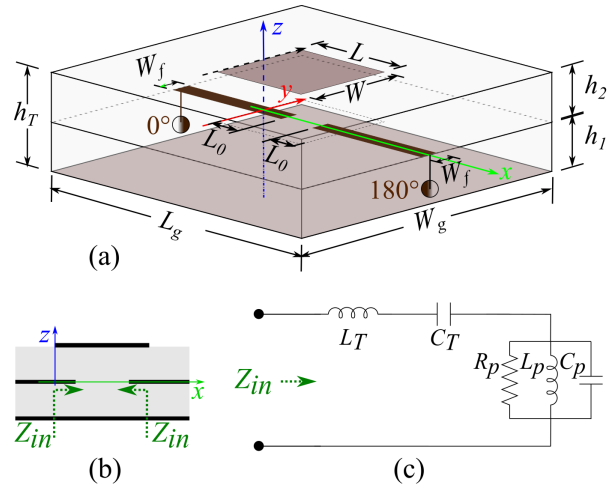 z
L
W_f
W
h_2
h_T
y
0°
L_0
L_0
h_1
W_f
x
180°
L_g
W_g
(a)
z
x
Z_in
Z_in
(b)
L_T
C_T
R_p
L_p
C_p
Z_in
(c)